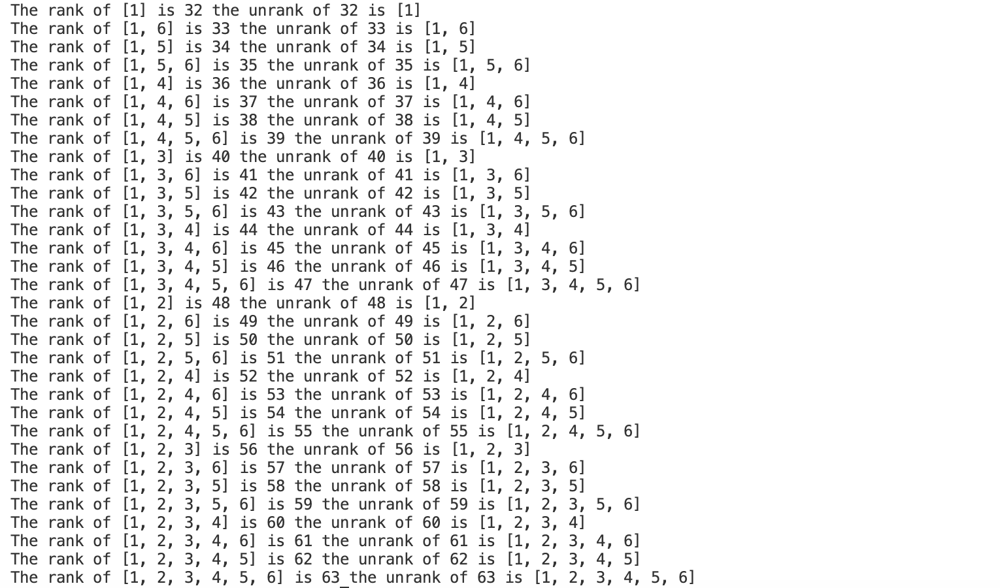 The rank of [1] is 32 the unrank of 32 is [1]
The rank of [1, 6] is 33 the unrank of 33 is [1, 6]
The rank of [1, 5] is 34 the unrank of 34 is [1, 5]
The rank of [1, 5, 6] is 35 the unrank of 35 is [1, 5, 6]
The rank of [1, 4] is 36 the unrank of 36 is [1, 4]
The rank of [1, 4, 6] is 37 the unrank of 37 is [1, 4, 6]
The rank of [1, 4, 5] is 38 the unrank of 38 is [1, 4, 5]
The rank of [1, 4, 5, 6] is 39 the unrank of 39 is [1, 4, 5, 6]
The rank of [1, 3] is 40 the unrank of 40 is [1, 3]
The rank of [1, 3, 6] is 41 the unrank of 41 is [1, 3, 6]
The rank of [1, 3, 5] is 42 the unrank of 42 is [1, 3, 5]
The rank of [1, 3, 5, 6] is 43 the unrank of 43 is [1, 3, 5, 6]
The rank of [1, 3, 4] is 44 the unrank of 44 is [1, 3, 4]
The rank of [1, 3, 4, 6] is 45 the unrank of 45 is [1, 3, 4, 6]
The rank of [1, 3, 4, 5] is 46 the unrank of 46 is [1, 3, 4, 5]
The rank of [1, 3, 4, 5, 6] is 47 the unrank of 47 is [1, 3, 4, 5, 6]
The rank of [1, 2] is 48 the unrank of 48 is [1, 2]
The rank of [1, 2, 6] is 49 the unrank of 49 is [1, 2, 6]
The rank of [1, 2, 5] is 50 the unrank of 50 is [1, 2, 5]
The rank of [1, 2, 5, 6] is 51 the unrank of 51 is [1, 2, 5, 6]
The rank of [1, 2, 4] is 52 the unrank of 52 is [1, 2, 4]
The rank of [1, 2, 4, 6] is 53 the unrank of 53 is [1, 2, 4, 6]
The rank of [1, 2, 4, 5] is 54 the unrank of 54 is [1, 2, 4, 5]
The rank of [1, 2, 4, 5, 6] is 55 the unrank of 55 is [1, 2, 4, 5, 6]
The rank of [1, 2, 3] is 56 the unrank of 56 is [1, 2, 3]
The rank of [1, 2, 3, 6] is 57 the unrank of 57 is [1, 2, 3, 6]
The rank of [1, 2, 3, 5] is 58 the unrank of 58 is [1, 2, 3, 5]
The rank of [1, 2, 3, 5, 6] is 59 the unrank of 59 is [1, 2, 3, 5, 6]
The rank of [1, 2, 3, 4] is 60 the unrank of 60 is [1, 2, 3, 4]
The rank of [1, 2, 3, 4, 6] is 61 the unrank of 61 is [1, 2, 3, 4, 6]
The rank of [1, 2, 3, 4, 5] is 62 the unrank of 62 is [1, 2, 3, 4, 5]
The rank of [1, 2, 3, 4, 5, 6] is 63 the unrank of 63 is [1, 2, 3, 4, 5, 6]